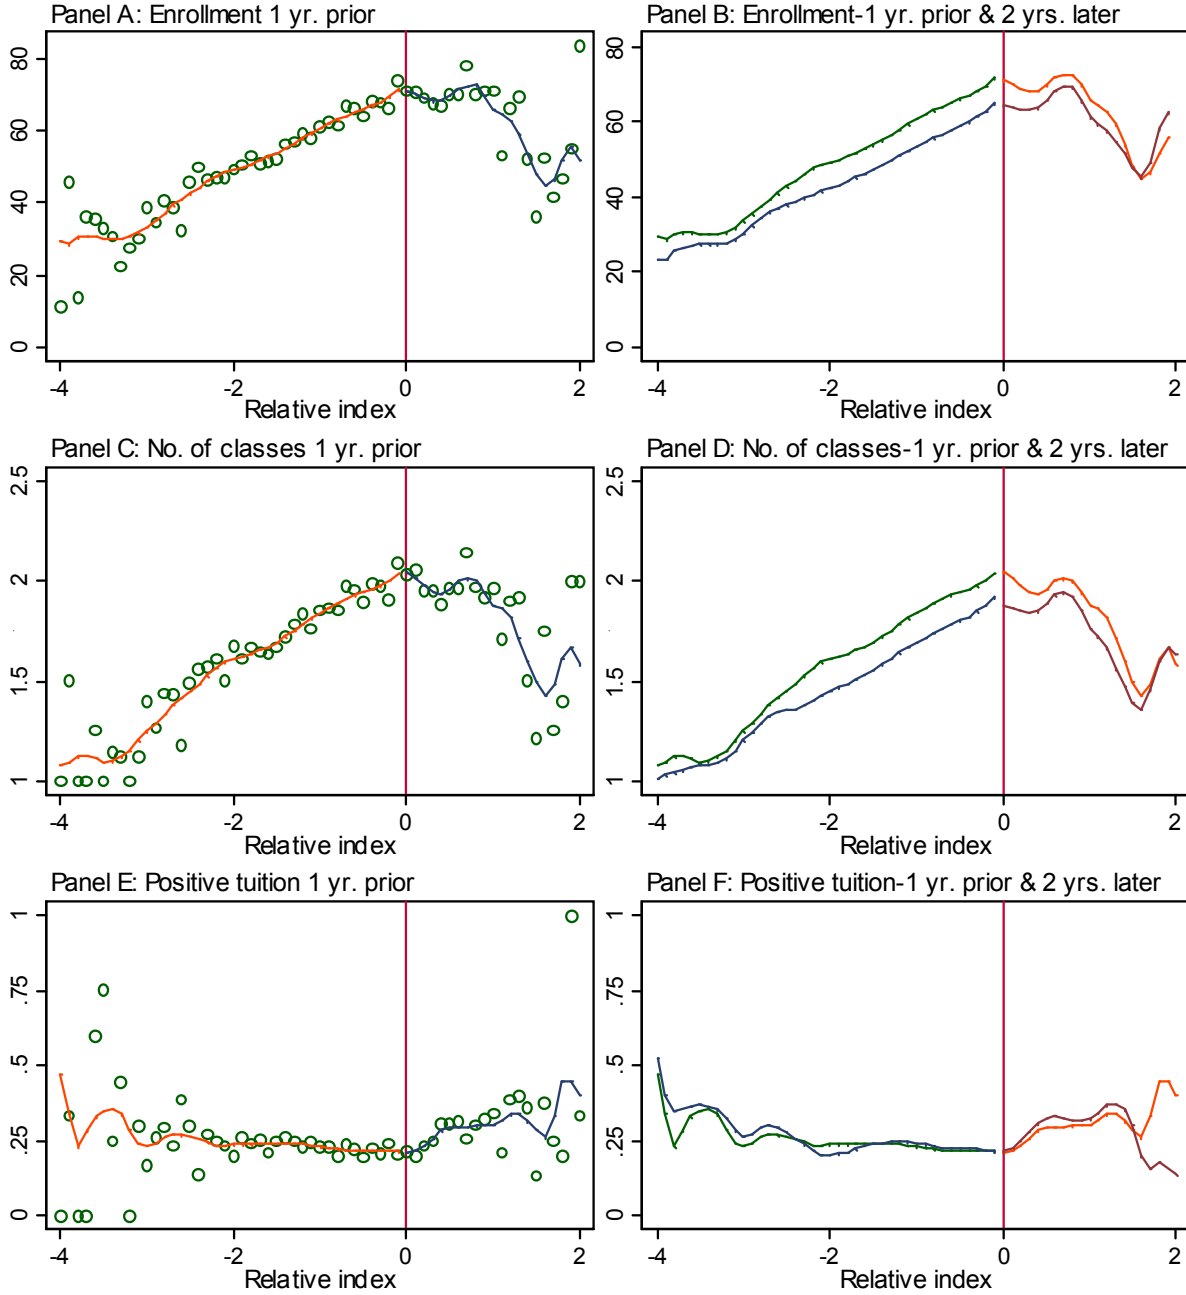 Panel A: Enrollment 1 yr. prior
80
60
40
20
0
-4 -2 0 2
Relative index
Panel B: Enrollment-1 yr. prior & 2 yrs. later
80
60
40
20
0
-4 -2 0 2
Relative index
Panel C: No. of classes 1 yr. prior
2.5
2
1.5
1
-4 -2 0 2
Relative index
Panel D: No. of classes-1 yr. prior & 2 yrs. later
2.5
2
1.5
1
-4 -2 0 2
Relative index
Panel E: Positive tuition 1 yr. prior
1
.75
.5
.25
0
-4 -2 0 2
Relative index
Panel F: Positive tuition-1 yr. prior & 2 yrs. later
1
.75
.5
.25
0
-4 -2 0 2
Relative index